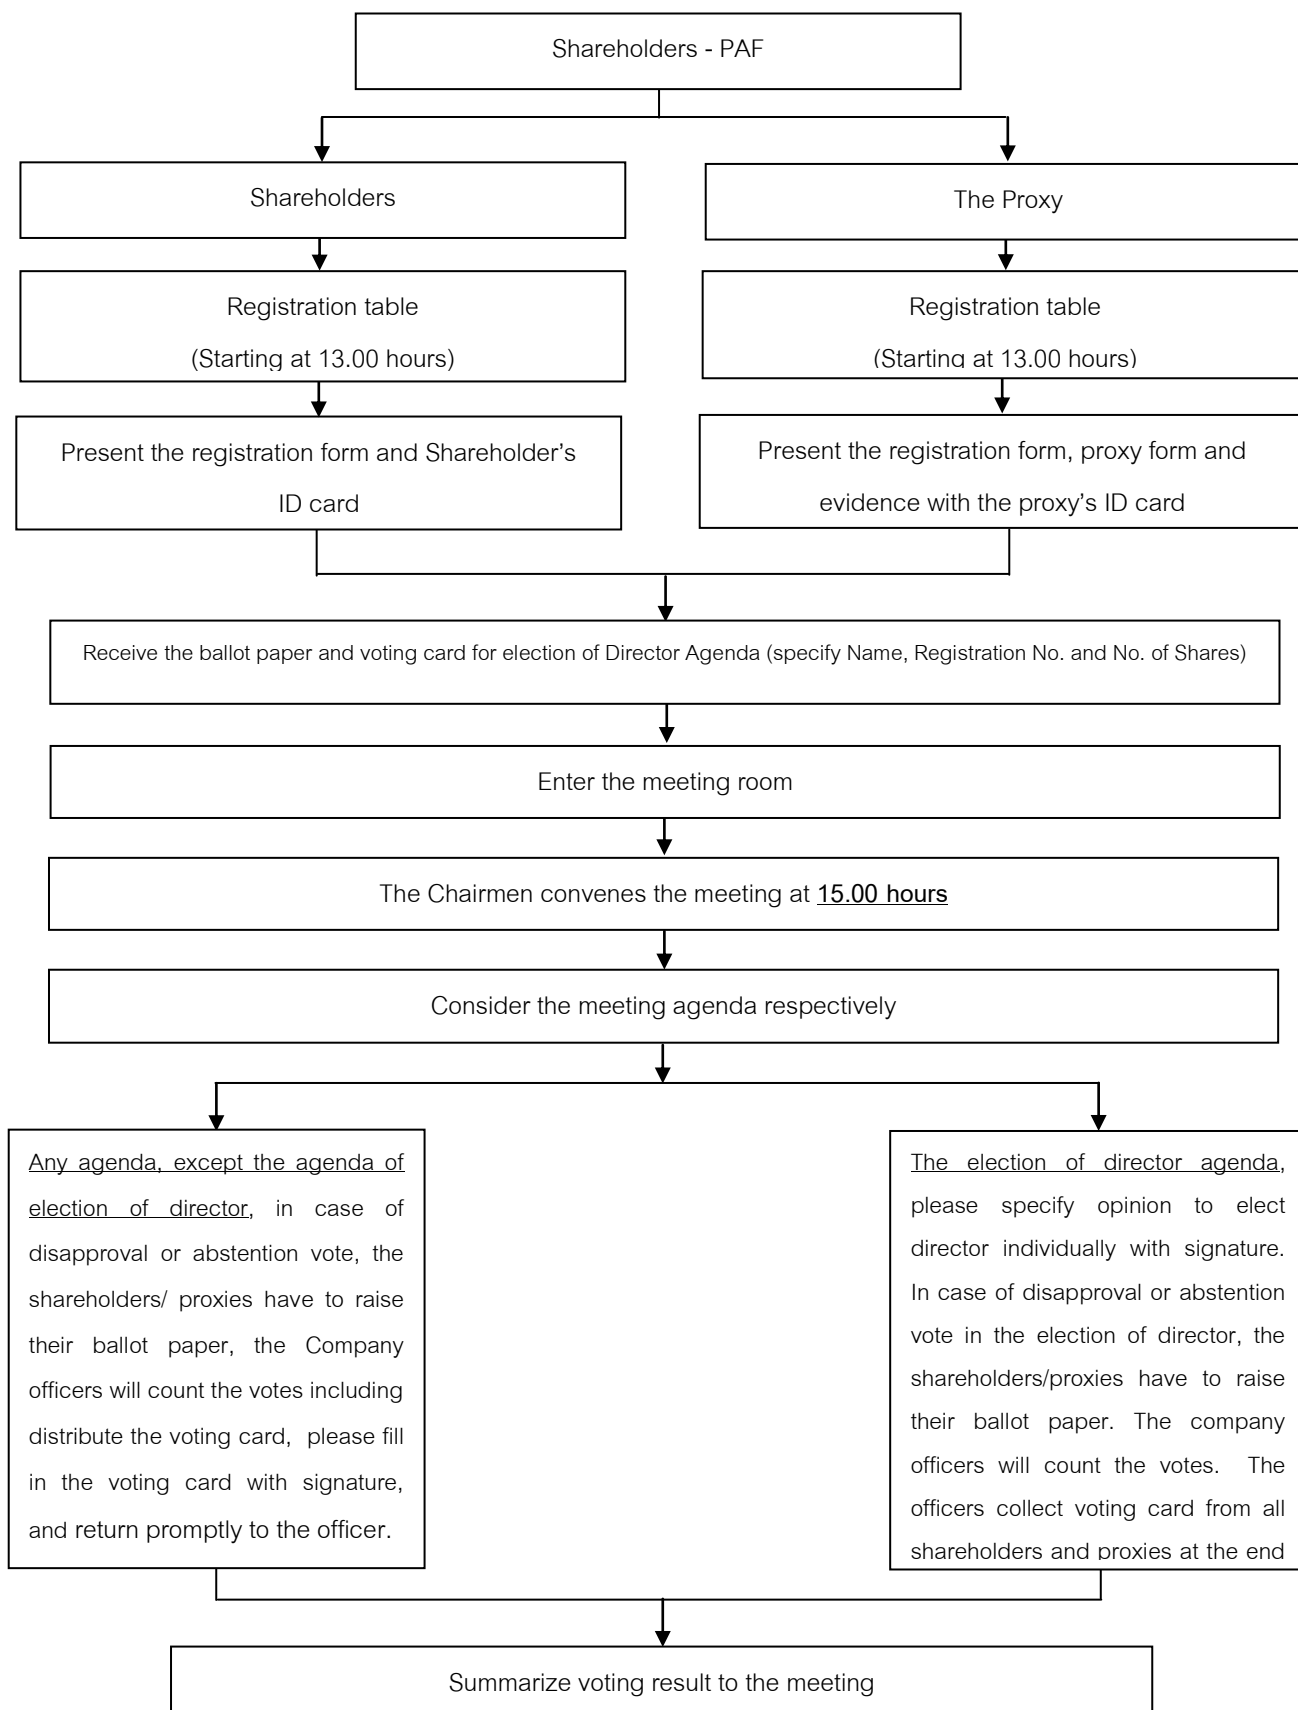 Shareholders - PAF
Shareholders
The Proxy
Registration table
(Starting at 13.00 hours)
Registration table
(Starting at 13.00 hours)
Present the registration form and Shareholder's
ID card
Present the registration form, proxy form and
evidence with the proxy's ID card
Receive the ballot paper and voting card for election of Director Agenda (specify Name, Registration No. and No. of Shares)
Enter the meeting room
The Chairmen convenes the meeting at 15.00 hours
Consider the meeting agenda respectively
Any agenda, except the agenda of
election of director, in case of
disapproval or abstention vote, the
shareholders/ proxies have to raise
their ballot paper, the Company
officers will count the votes including
distribute the voting card, please fill
in the voting card with signature,
and return promptly to the officer.
The election of director agenda,
please specify opinion to elect
director individually with signature.
In case of disapproval or abstention
vote in the election of director, the
shareholders/proxies have to raise
their ballot paper. The company
officers will count the votes. The
officers collect voting card from all
shareholders and proxies at the end
Summarize voting result to the meeting